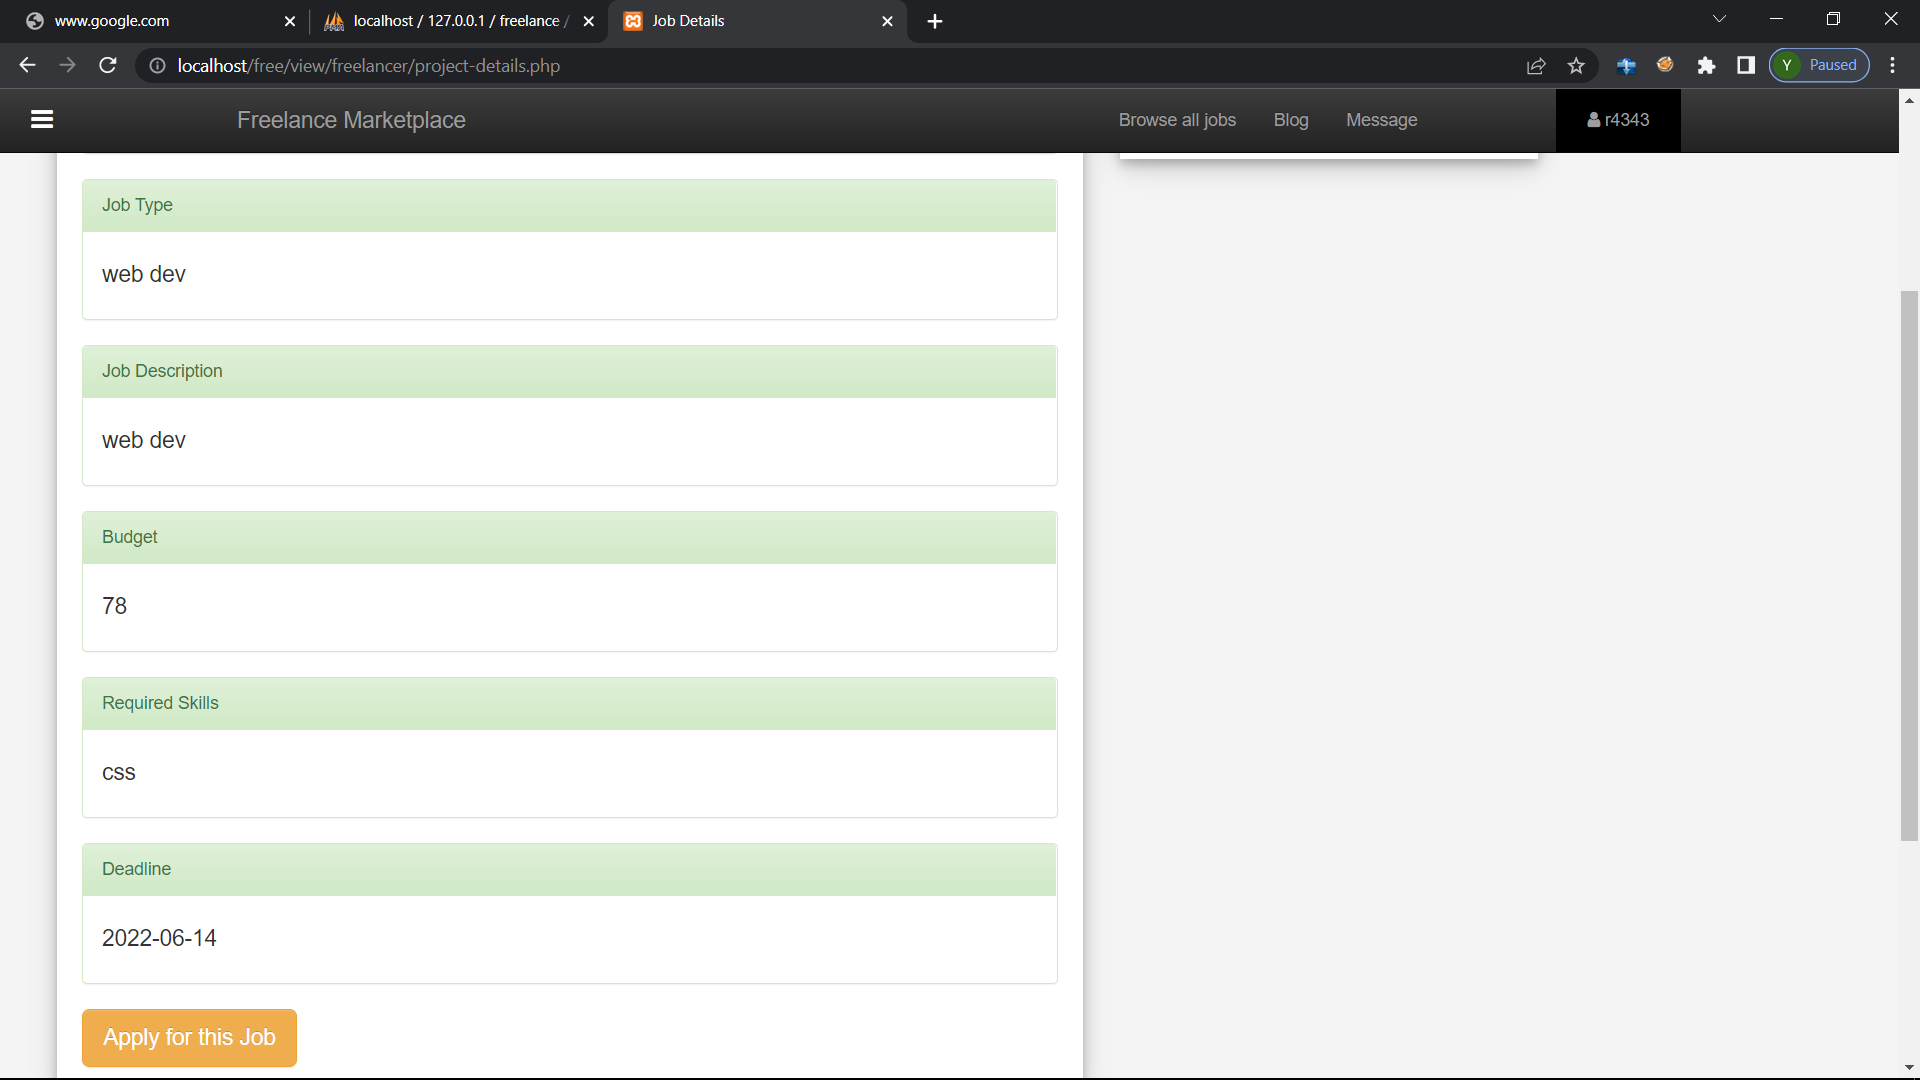 www.google.com
localhost / 127.0.0.1 / freelance /
Job Details
localhost/free/view/freelancer/project-details.php
Y Paused
Freelance Marketplace
Browse all jobs
Blog
Message
r4343
Job Type
web dev
Job Description
web dev
Budget
78
Required Skills
css
Deadline
2022-06-14
Apply for this Job